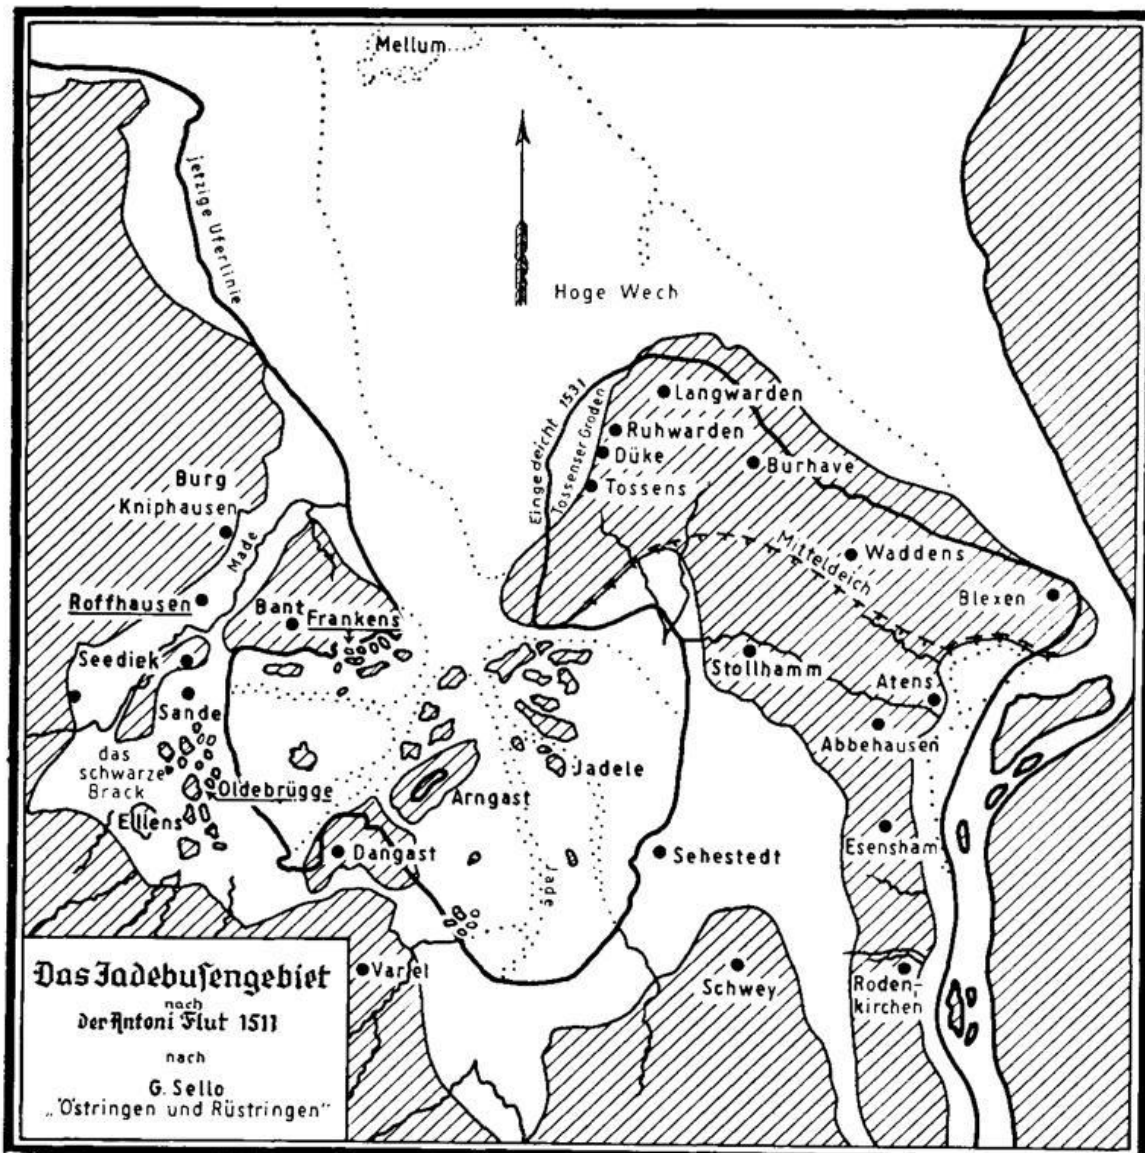 Mellum
jetzige Uferlinie
Hoge Wech
Eingedeicht 1531
Tossenser Groden
Langwarden
Ruhwarden
Düke
Tossens
Burhave
Burg
Kniphausen
Made
Mitteldeich
Waddens
Blexen
Roffhausen
Bant
Frankens
Seediek
Stollhamm
Atens
Sande
Abbehausen
das
schwarze
Brack
Oldebrügge
Jadele
Arngast
Ellens
Dangast
Sehestedt
Esensham
Jade
Varel
Schwey
Roden-
kirchen
Das Jadebusengebiet
nach
der Antoni Flut 1511
nach
G. Sello
„Östringen und Rüstringen"